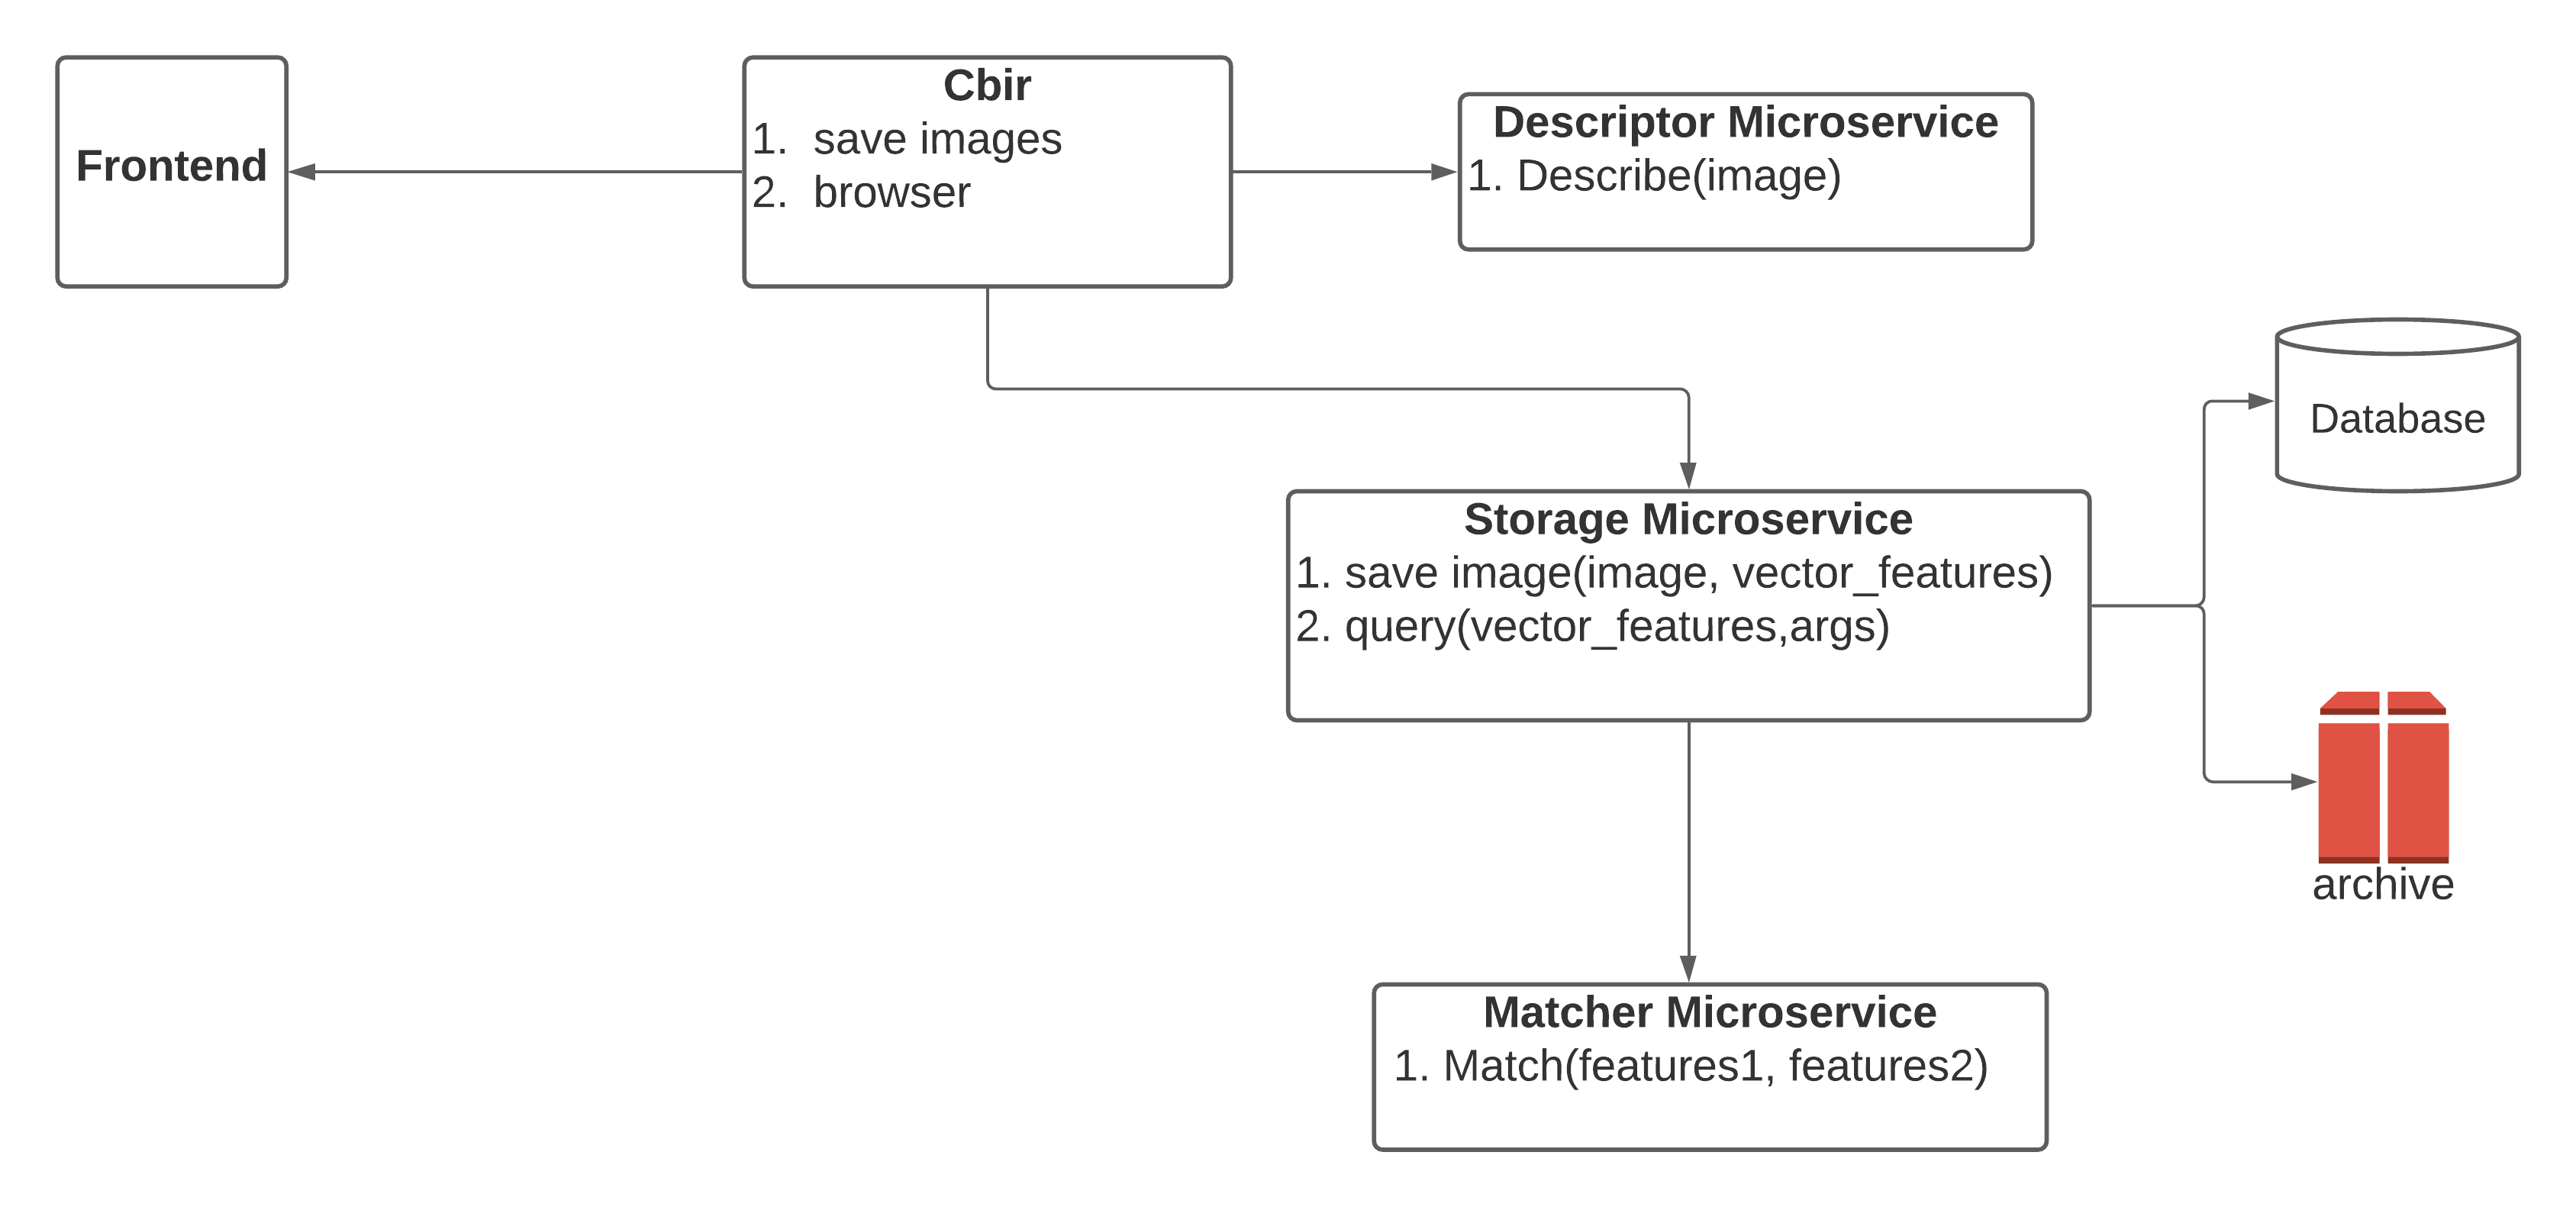 Frontend
Cbir
1.  save images
2.  browser
Descriptor Microservice
1. Describe(image)
Database
Storage Microservice
1. save image(image, vector_features)
2. query(vector_features,args)
archive
Matcher Microservice
1. Match(features1, features2)